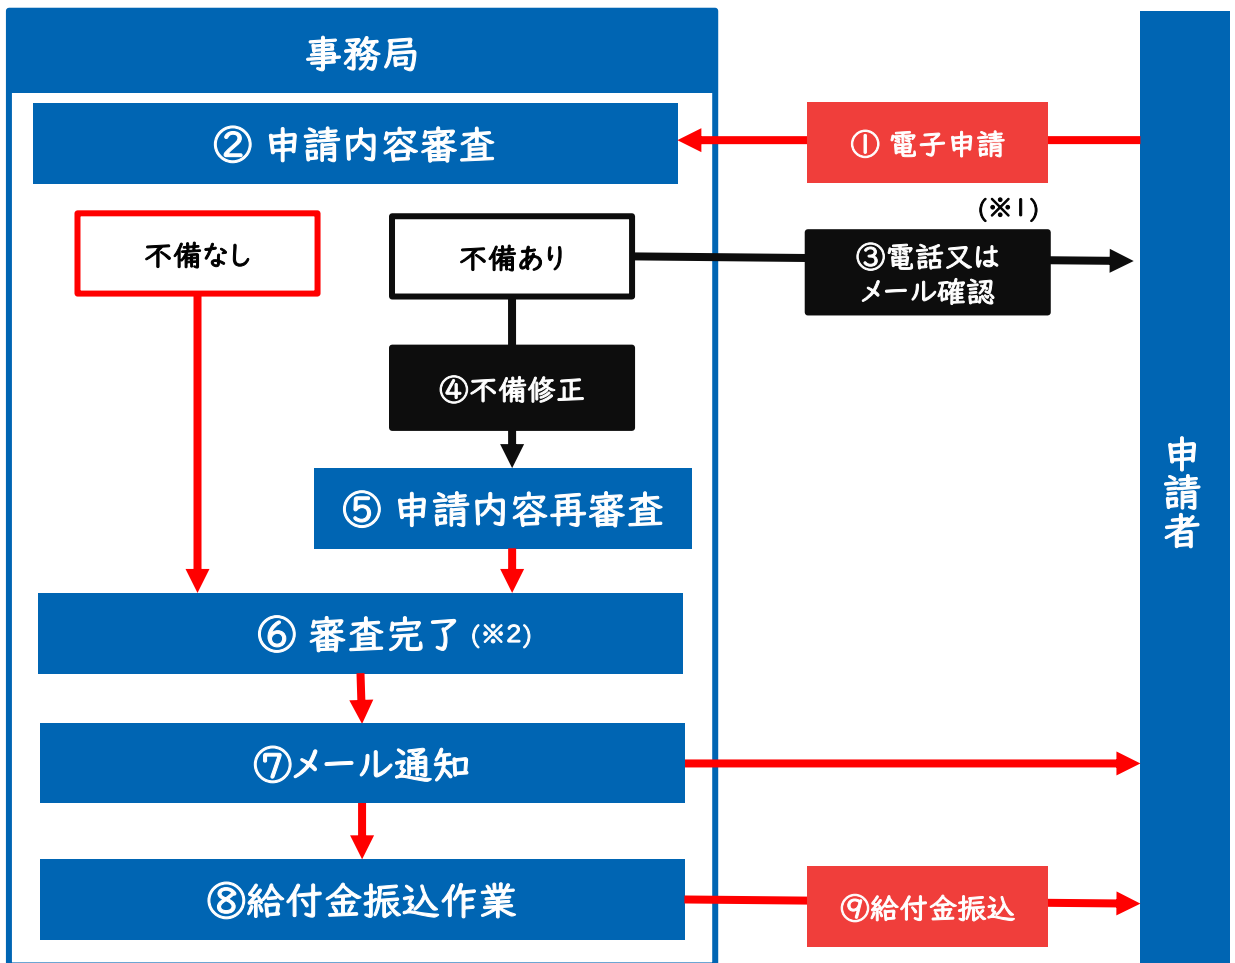 事務局
② 申請内容審査
① 電子申請
(※1)
不備なし
不備あり
③電話又は
メール確認
④不備修正
⑤ 申請内容再審査
申請者
⑥ 審査完了 (※2)
⑦メール通知
⑧給付金振込作業
⑨給付金振込